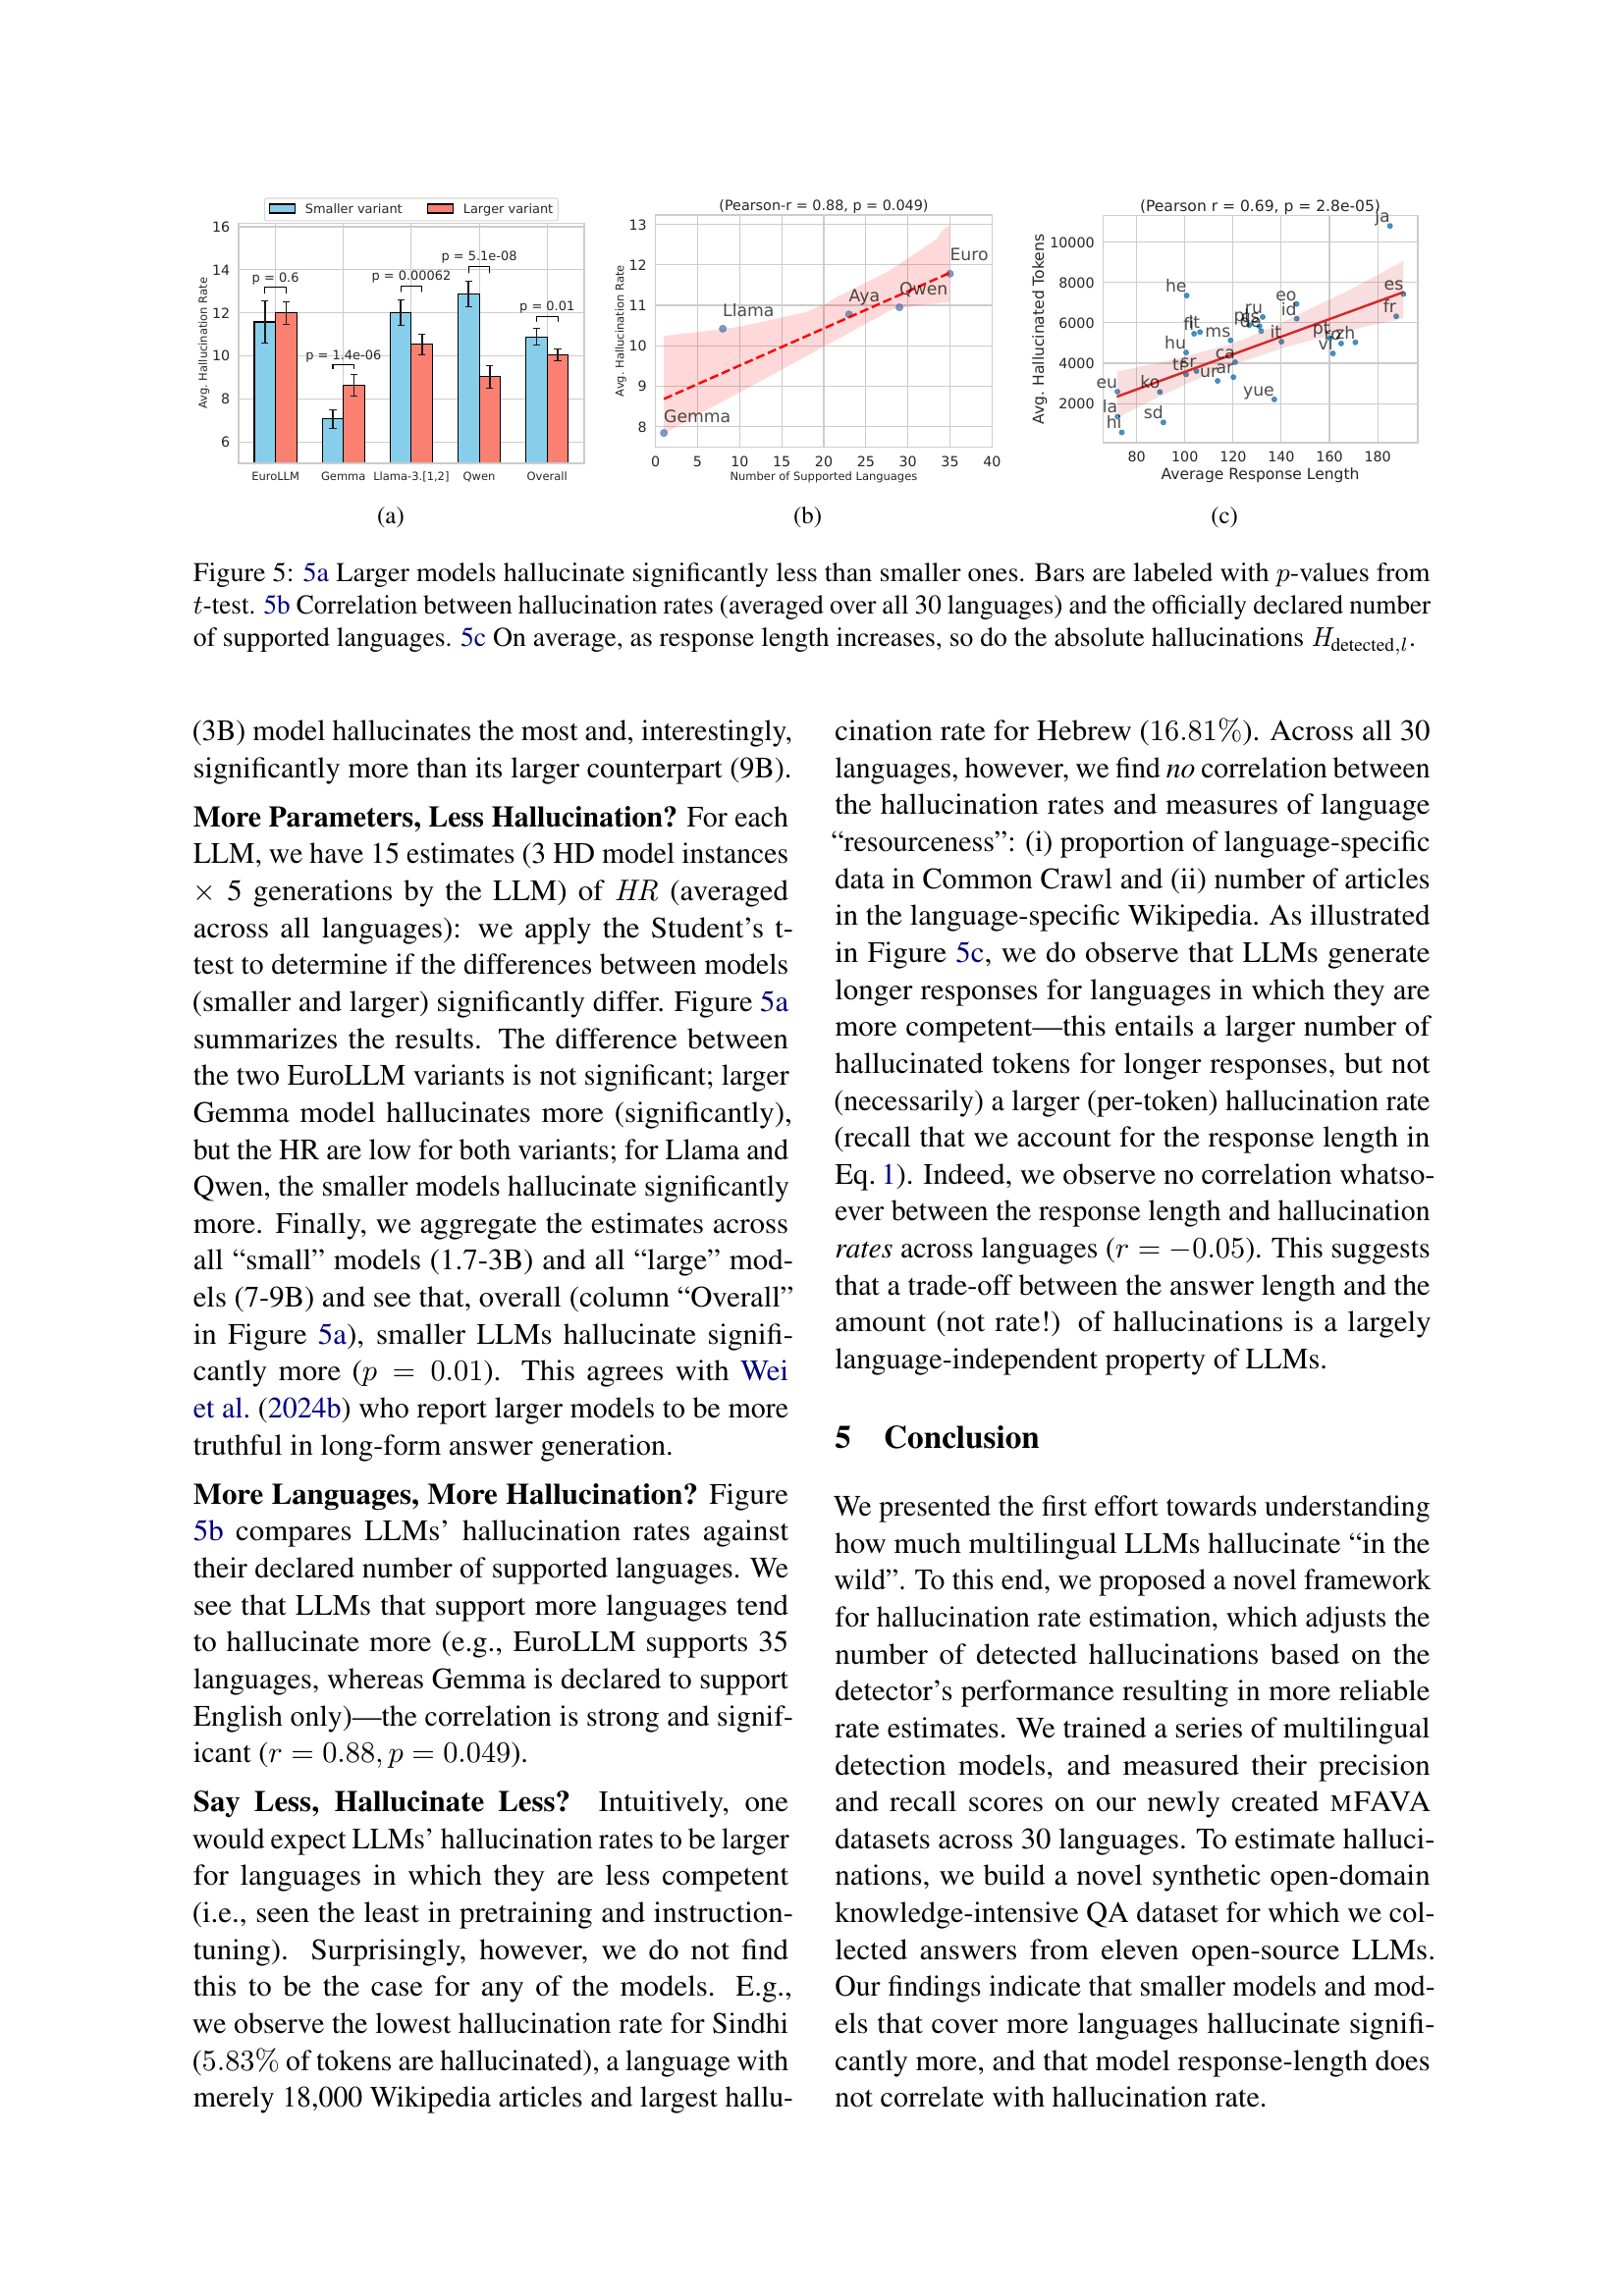 Smaller variant Larger variant
16
14
12
10
8
6
Avg. Hallucination Rate
p = 0.6
p = 1.4e-06
p = 0.00062
p = 5.1e-08
p = 0.01
EuroLLM Gemma Llama-3.[1,2] Qwen Overall
(a)
(Pearson-r = 0.88, p = 0.049)
13
12
11
10
9
8
Avg. Hallucination Rate
Euro
Qwen
Aya
Llama
Gemma
0 5 10 15 20 25 30 35 40
Number of Supported Languages
(b)
(Pearson r = 0.69, p = 2.8e-05)
10000
8000
6000
4000
2000
Avg. Hallucinated Tokens
ja
es
fr
he
eo
id
ru
ms
it
zh
hu
ca
ar
ur
yue
eu
ko
la
sd
hi
80 100 120 140 160 180
Average Response Length
(c)
Figure 5: 5a Larger models hallucinate significantly less than smaller ones. Bars are labeled with p-values from
t-test. 5b Correlation between hallucination rates (averaged over all 30 languages) and the officially declared number
of supported languages. 5c On average, as response length increases, so do the absolute hallucinations Hdetected,l.
(3B) model hallucinates the most and, interestingly,
significantly more than its larger counterpart (9B).
More Parameters, Less Hallucination? For each
LLM, we have 15 estimates (3 HD model instances
× 5 generations by the LLM) of HR (averaged
across all languages): we apply the Student's t-
test to determine if the differences between models
(smaller and larger) significantly differ. Figure 5a
summarizes the results. The difference between
the two EuroLLM variants is not significant; larger
Gemma model hallucinates more (significantly),
but the HR are low for both variants; for Llama and
Qwen, the smaller models hallucinate significantly
more. Finally, we aggregate the estimates across
all “small” models (1.7-3B) and all “large” mod-
els (7-9B) and see that, overall (column “Overall”
in Figure 5a), smaller LLMs hallucinate signifi-
cantly more (p = 0.01). This agrees with Wei
et al. (2024b) who report larger models to be more
truthful in long-form answer generation.
More Languages, More Hallucination? Figure
5b compares LLMs' hallucination rates against
their declared number of supported languages. We
see that LLMs that support more languages tend
to hallucinate more (e.g., EuroLLM supports 35
languages, whereas Gemma is declared to support
English only)—the correlation is strong and signif-
icant (r = 0.88, p = 0.049).
Say Less, Hallucinate Less? Intuitively, one
would expect LLMs' hallucination rates to be larger
for languages in which they are less competent
(i.e., seen the least in pretraining and instruction-
tuning). Surprisingly, however, we do not find
this to be the case for any of the models. E.g.,
we observe the lowest hallucination rate for Sindhi
(5.83% of tokens are hallucinated), a language with
merely 18,000 Wikipedia articles and largest hallu-
cination rate for Hebrew (16.81%). Across all 30
languages, however, we find no correlation between
the hallucination rates and measures of language
“resourceness”: (i) proportion of language-specific
data in Common Crawl and (ii) number of articles
in the language-specific Wikipedia. As illustrated
in Figure 5c, we do observe that LLMs generate
longer responses for languages in which they are
more competent—this entails a larger number of
hallucinated tokens for longer responses, but not
(necessarily) a larger (per-token) hallucination rate
(recall that we account for the response length in
Eq. 1). Indeed, we observe no correlation whatso-
ever between the response length and hallucination
rates across languages (r = −0.05). This suggests
that a trade-off between the answer length and the
amount (not rate!) of hallucinations is a largely
language-independent property of LLMs.
5 Conclusion
We presented the first effort towards understanding
how much multilingual LLMs hallucinate “in the
wild”. To this end, we proposed a novel framework
for hallucination rate estimation, which adjusts the
number of detected hallucinations based on the
detector's performance resulting in more reliable
rate estimates. We trained a series of multilingual
detection models, and measured their precision
and recall scores on our newly created MFAVA
datasets across 30 languages. To estimate halluci-
nations, we build a novel synthetic open-domain
knowledge-intensive QA dataset for which we col-
lected answers from eleven open-source LLMs.
Our findings indicate that smaller models and mod-
els that cover more languages hallucinate signifi-
cantly more, and that model response-length does
not correlate with hallucination rate.